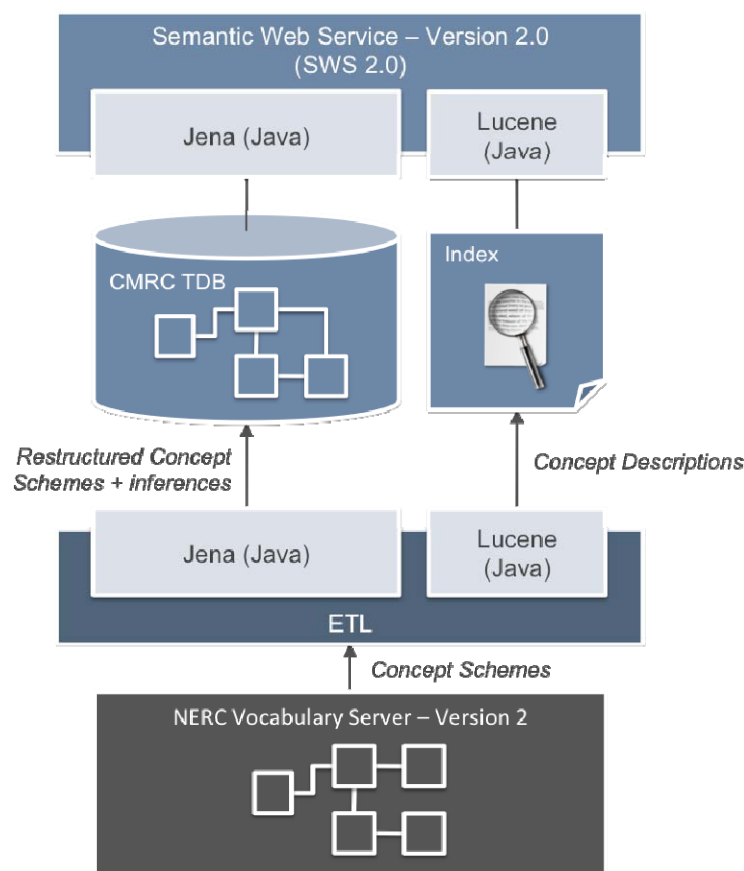 Semantic Web Service – Version 2.0
(SWS 2.0)
Jena (Java)
Lucene
(Java)
CMRC TDB
Index
Restructured Concept
Schemes + inferences
Concept Descriptions
Jena (Java)
Lucene
(Java)
ETL
Concept Schemes
NERC Vocabulary Server – Version 2